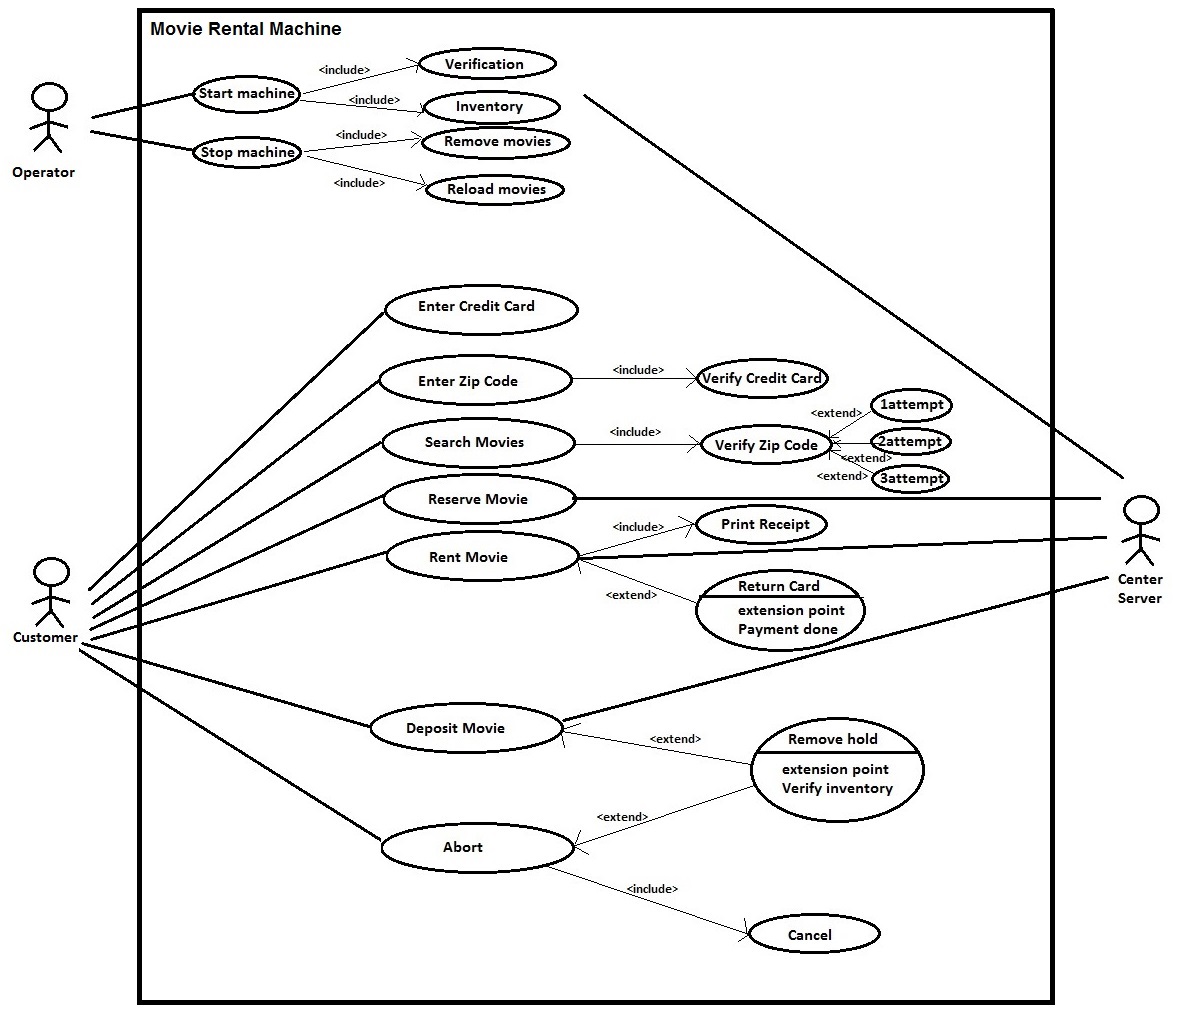 Movie Rental Machine
<include>
Verification
Start machine
<include>
Inventory
Operator
<include>
Remove movies
Stop machine
<include>
Reload movies
Enter Credit Card
Enter Zip Code
<include>
Verify Credit Card
Search Movies
<include>
Verify Zip Code
<extend>
1attempt
2attempt
<extend>
<extend>
3attempt
Reserve Movie
Rent Movie
<include>
Print Receipt
<extend>
Return Card
extension point
Payment done
Center
Server
Customer
Deposit Movie
<extend>
Remove hold
extension point
Verify inventory
<extend>
Abort
<include>
Cancel